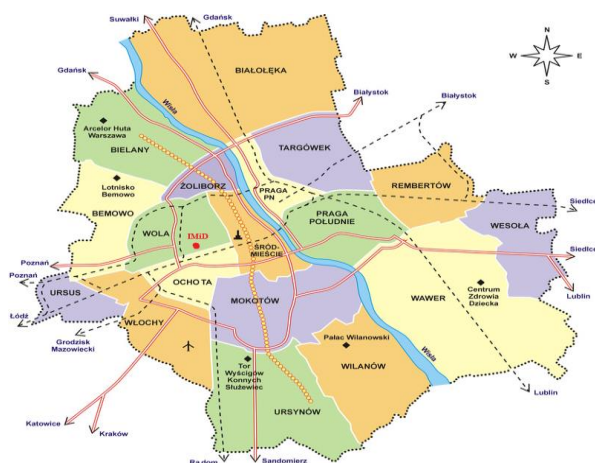 Suwałki
Gdańsk
BIAŁOŁĘKA
N
W
E
S
Gdańsk
Wisła
Białystok
Białystok
Arcelor Huta
Warszawa
BIELANY
TARGÓWEK
Lotnisko
Bemowo
ŻOLIBORZ
REMBERTÓW
BEMOWO
PRAGA
PN
Siedlce
PRAGA
POŁUDNIE
WESOŁA
WOLA
IMiD
ŚRÓD-
MIEŚCIE
Siedlce
Poznań
Poznań
OCHOTA
URSUS
MOKOTÓW
WAWER
Centrum
Zdrowia
Dziecka
Lublin
Łódź
WŁOCHY
Grodzisk
Mazowiecki
Pałac Wilanowski
Wisła
Tor
Wyścigów
Konnych
Służewiec
WILANÓW
Lublin
URSYNÓW
Katowice
Kraków
Radom
Sandomierz